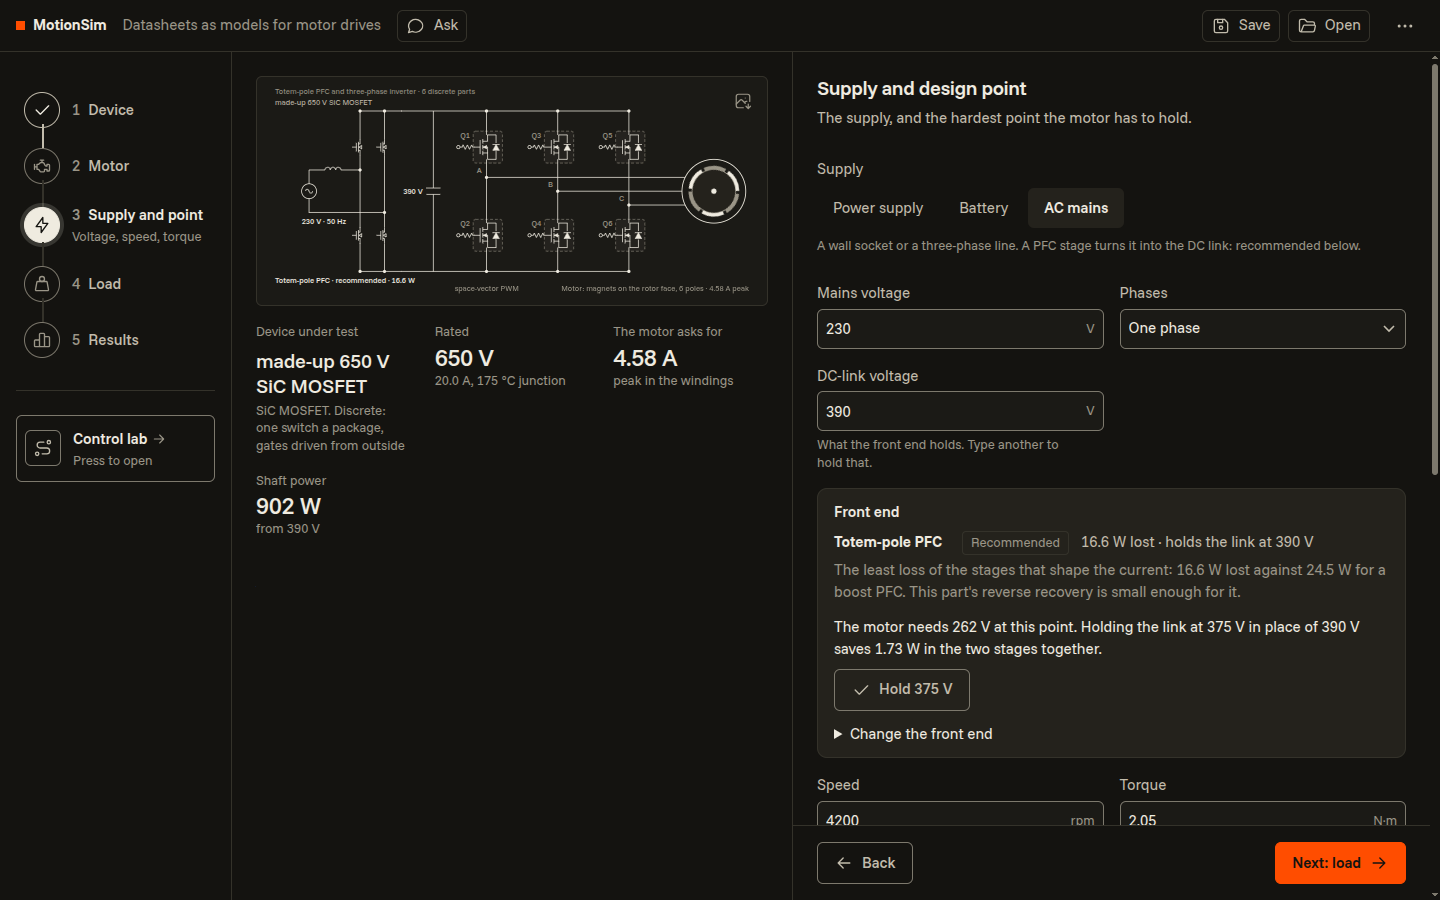 MotionSim
Datasheets as models for motor drives
Ask
Save
Open
1 Device
2 Motor
3 Supply and point
Voltage, speed, torque
4 Load
5 Results
Control lab
Press to open
Totem-pole PFC and three-phase inverter · 6 discrete parts
made-up 650 V SiC MOSFET
Q1
Q3
Q5
A
B
C
390 V
230 V · 50 Hz
Q2
Q4
Q6
Totem-pole PFC · recommended · 16.6 W
space-vector PWM
Motor: magnets on the rotor face, 6 poles · 4.58 A peak
Device under test
made-up 650 V
SiC MOSFET
SiC MOSFET. Discrete:
one switch a package,
gates driven from outside
Rated
650 V
20.0 A, 175 °C junction
The motor asks for
4.58 A
peak in the windings
Shaft power
902 W
from 390 V
Supply and design point
The supply, and the hardest point the motor has to hold.
Supply
Power supply
Battery
AC mains
A wall socket or a three-phase line. A PFC stage turns it into the DC link: recommended below.
Mains voltage
230 V
Phases
One phase
DC-link voltage
390 V
What the front end holds. Type another to
hold that.
Front end
Totem-pole PFC Recommended 16.6 W lost · holds the link at 390 V
The least loss of the stages that shape the current: 16.6 W lost against 24.5 W for a
boost PFC. This part's reverse recovery is small enough for it.
The motor needs 262 V at this point. Holding the link at 375 V in place of 390 V
saves 1.73 W in the two stages together.
Hold 375 V
Change the front end
Speed
4200 rpm
Torque
2.05 N·m
Back
Next: load